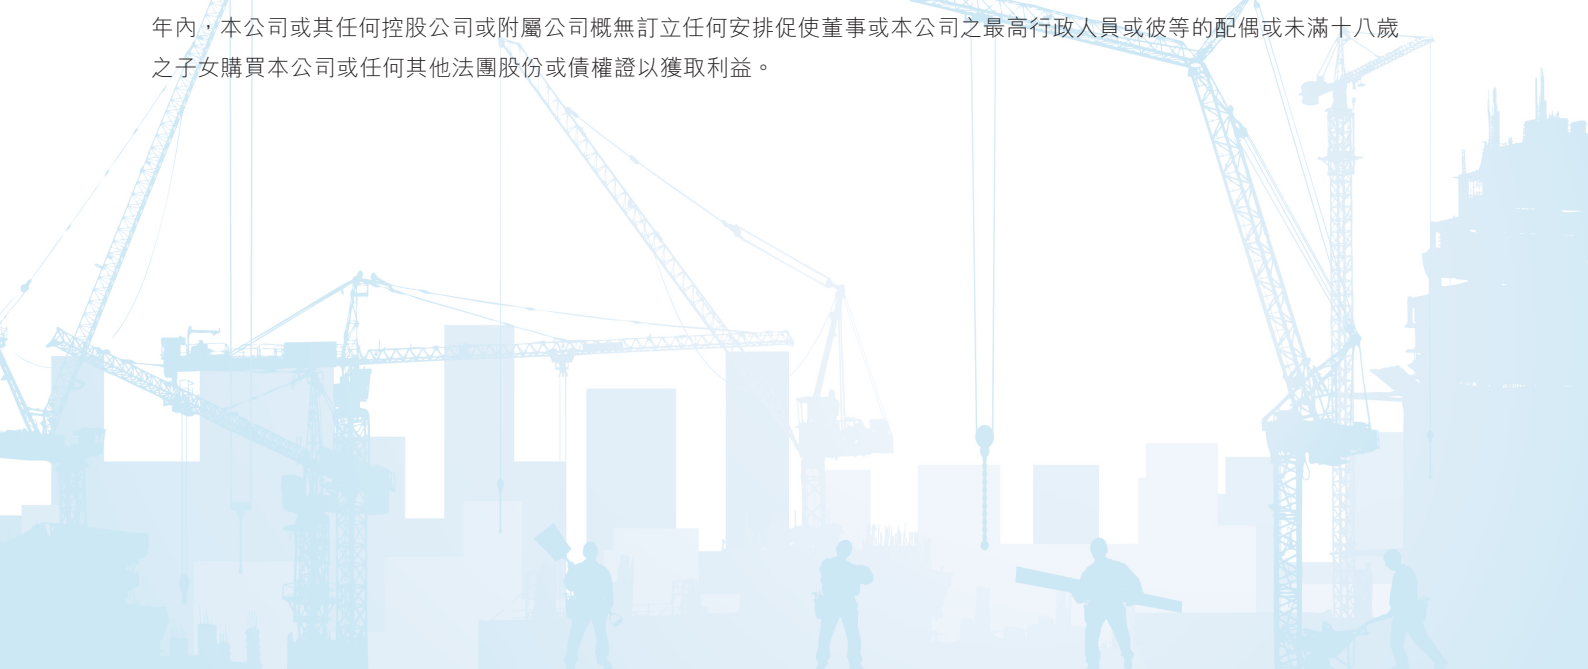 年內，本公司或其任何控股公司或附屬公司概無訂立任何安排促使董事或本公司之最高行政人員或彼等的配偶或未滿十八歲
之子女購買本公司或任何其他法團股份或債權證以獲取利益。